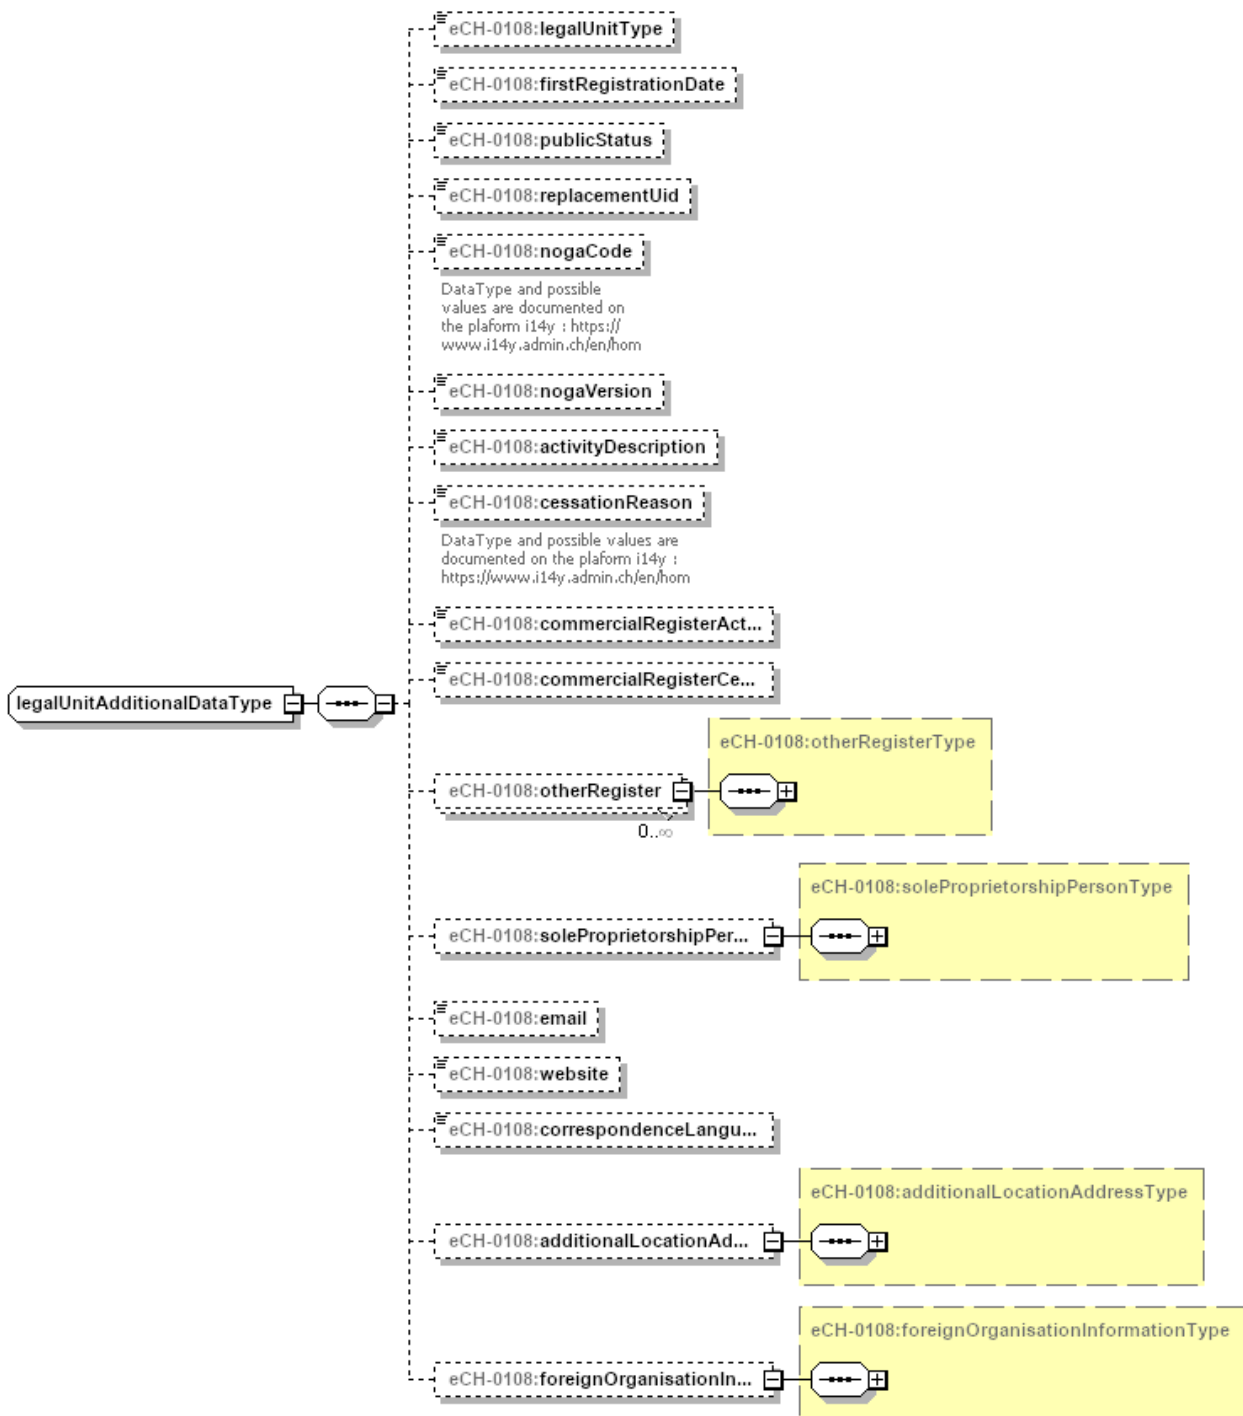 eCH-0108:legalUnitType
eCH-0108:firstRegistrationDate
eCH-0108:publicStatus
eCH-0108:replacementUid
eCH-0108:nogaCode
DataType and possible
values are documented on
the plaform i14y : https://
www.i14y.admin.ch/en/hom
eCH-0108:nogaVersion
eCH-0108:activityDescription
eCH-0108:cessationReason
DataType and possible values are
documented on the plaform i14y :
https://www.i14y.admin.ch/en/hom
eCH-0108:commercialRegisterAct...
eCH-0108:commercialRegisterCe...
legalUnitAdditionalDataType
eCH-0108:otherRegisterType
eCH-0108:otherRegister
0..∞
eCH-0108:soleProprietorshipPersonType
eCH-0108:soleProprietorshipPer...
eCH-0108:email
eCH-0108:website
eCH-0108:correspondenceLangu...
eCH-0108:additionalLocationAddressType
eCH-0108:additionalLocationAd...
eCH-0108:foreignOrganisationInformationType
eCH-0108:foreignOrganisationIn...